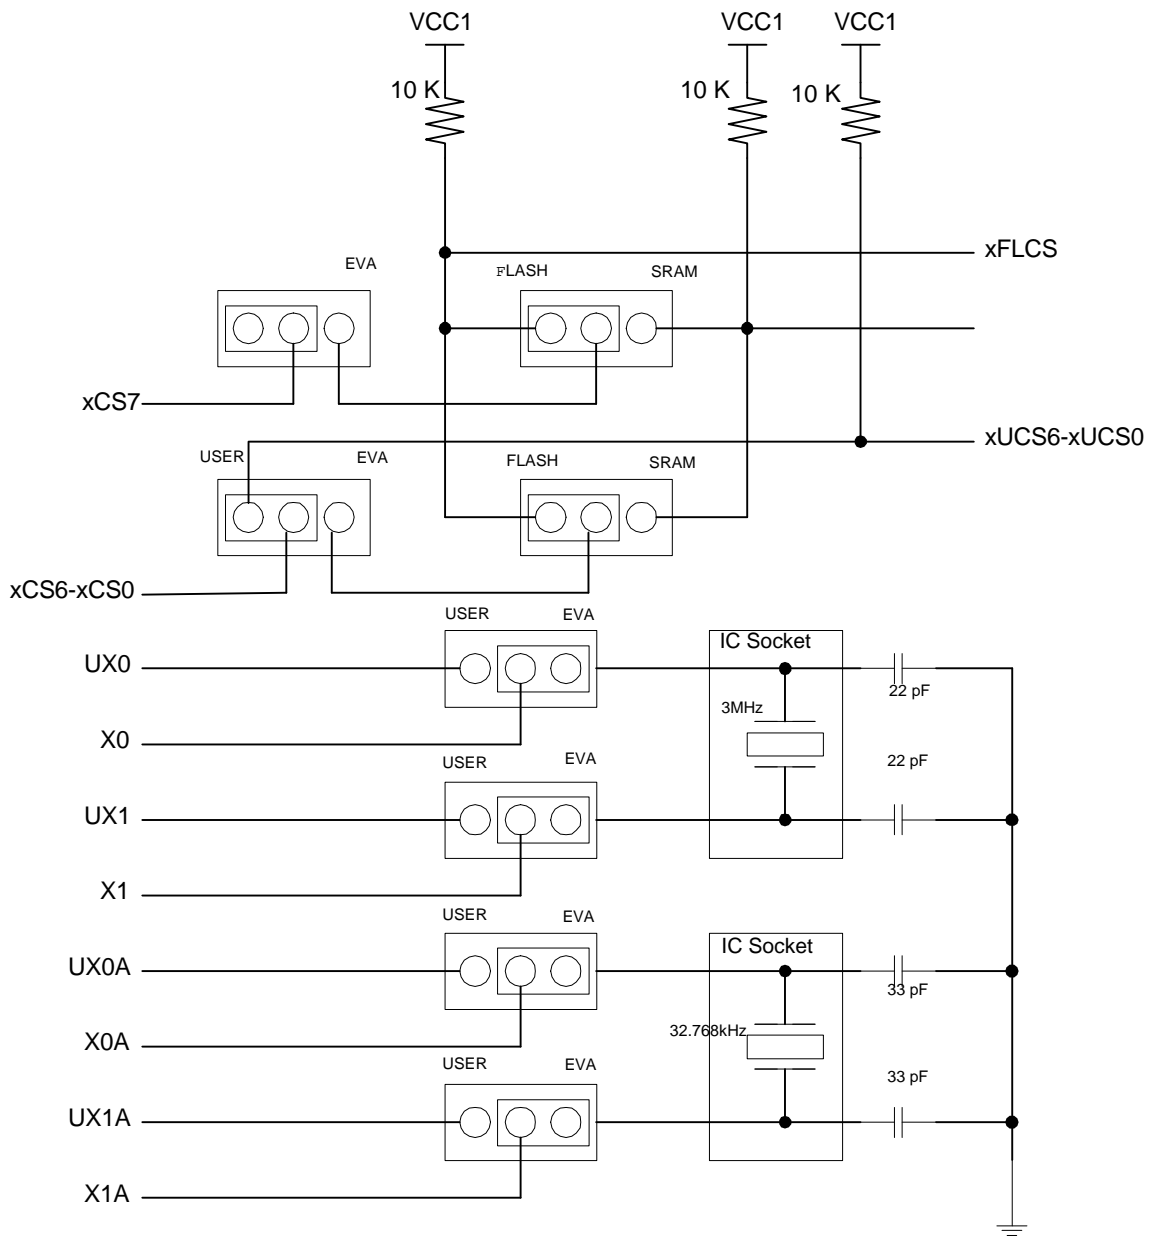 VCC1 VCC1 VCC1
10 K 10 K 10 K
xFLCS
EVA FLASH SRAM
xCS7
xUCS6-xUCS0
USER EVA FLASH SRAM
xCS6-xCS0
USER EVA
IC Socket
UX0
22 pF
3MHz
X0
USER EVA
22 pF
UX1
X1
USER EVA
IC Socket
UX0A
33 pF
32.768kHz
X0A
USER EVA
33 pF
UX1A
X1A